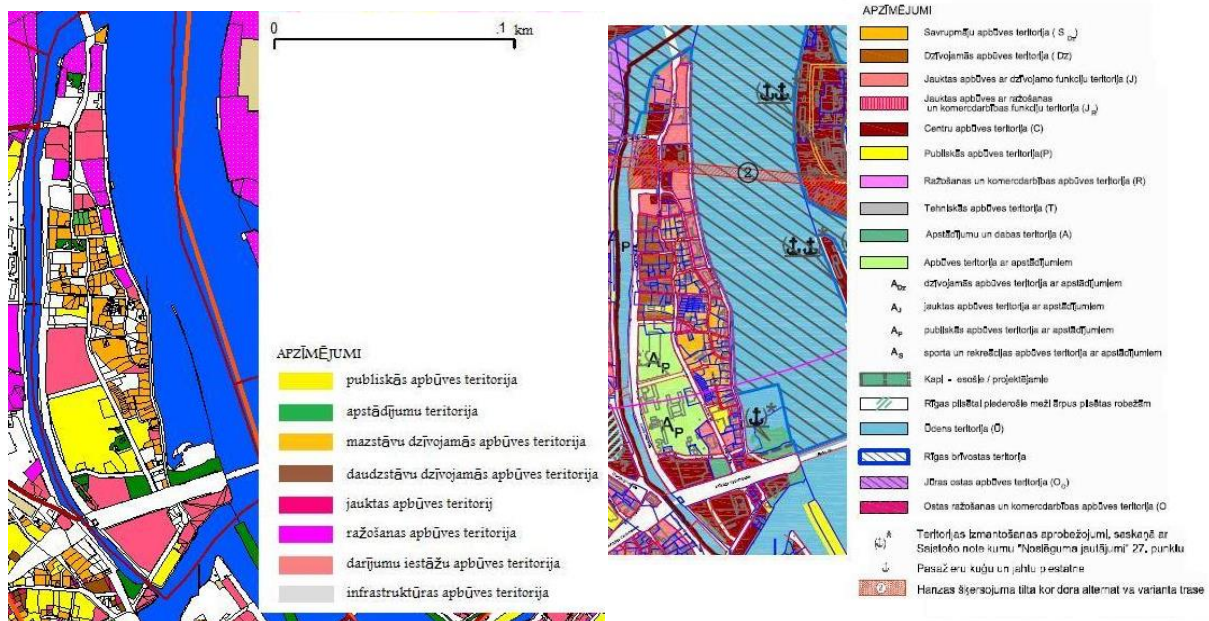 0 .1 km
APZĪMĒJUMI
publiskās apbūves teritorija
apstādījumu teritorija
mazstāvu dzīvojamās apbūves teritorija
daudzstāvu dzīvojamās apbūves teritorija
jauktas apbūves teritorij
ražošanas apbūves teritorija
darījumu iestāžu apbūves teritorija
infrastruktūras apbūves teritorija
2
P
A P
A P
APZĪMĒJUMI
Savrupmāju apbūves teritorija ( S Dz)
Dzīvojamās apbūves teritorija ( Dz)
Jauktas apbūves ar dzīvojamo funkciju teritorija (J)
Jauktas apbūves ar ražošanas
un komercdarbības funkciju teritorija (J R)
Centru apbūves teritorija (C)
Publiskās apbūves teritorija(P)
Ražošanas un komercdarbības apbūves teritorija (R)
Tehniskās apbūves teritorija (T)
Apstādījumu un dabas teritorija (A)
Apbūves teritorija ar apstādījumiem
A Dz dzīvojamās apbūves teritorija ar apstādījumiem
A J jauktas apbūves teritorija ar apstādījumiem
A P publiskās apbūves teritorija ar apstādījumiem
A S sporta un rekreācijas apbūves teritorija ar apstādījumiem
Kapi - esošie / projektējamie
Rīgas pilsētai piederošie meži ārpus pilsētas robežām
Ūdens teritorija (Ū)
Rīgas brīvostas teritorija
Jūras ostas apbūves teritorija (O O)
Ostas ražošanas un komercdarbības apbūves teritorija (O
Teritorijas izmantošanas aprobežojumi, saskaņā ar
Saistošo note kumu "Noslēguma jautājumi" 27. punktu
Pasažieru kuģu un jahtu piestātne
Hanzas šķērsojuma tilta koridora alternat va varianta trase